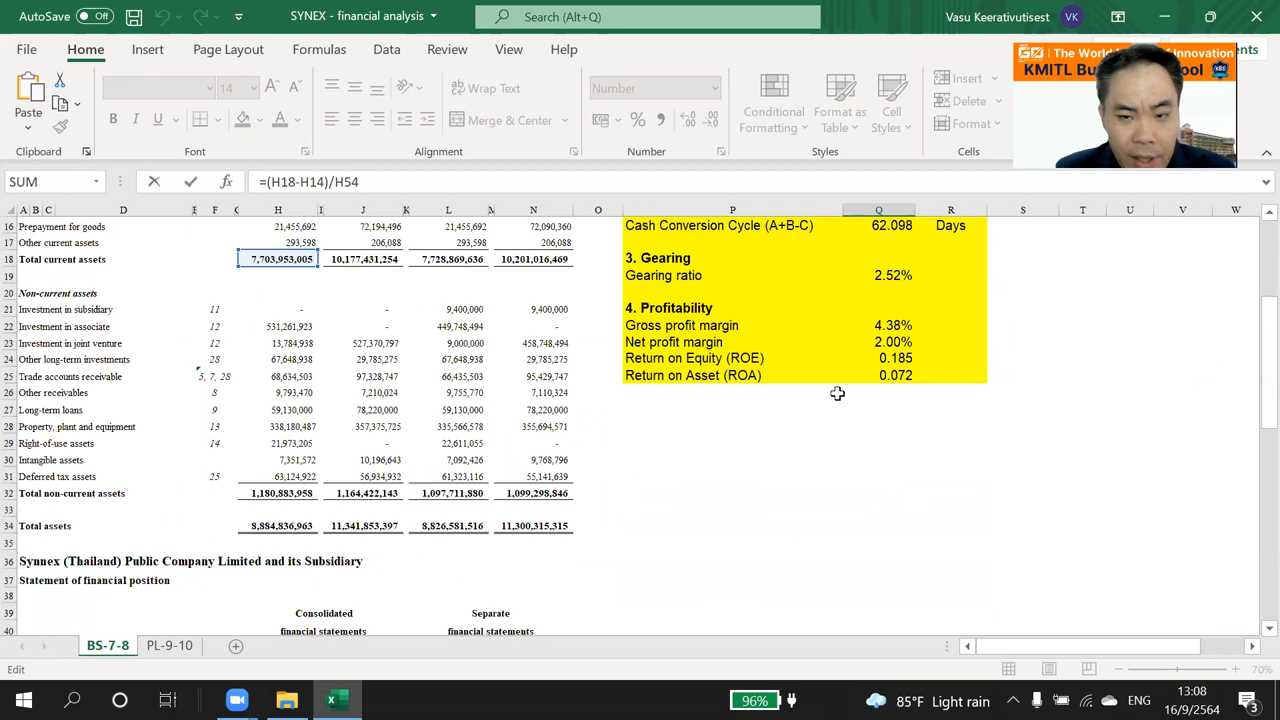 AutoSave Off SYNEX - financial analysis Search (Alt+Q) Vasu Keerativutisest VK
File Home Insert Page Layout Formulas Data Review View Help
The World of Innovation
KMITL Business School
Paste
14
B I U
Wrap Text
Merge & Center
Number
Conditional Formatting
Format as Table
Cell Styles
Insert
Delete
Format
Clipboard Font Alignment Number Styles Cells
SUM =(H18-H14)/H54
A B C D F H I J K L M N O P Q R S T U V W
16 Prepayment for goods 21,455,692 72,194,496 21,455,692 72,090,360
17 Other current assets 293,598 206,088 293,598 206,088
18 Total current assets 7,703,953,005 10,177,431,254 7,728,869,636 10,201,016,469
19
20 Non-current assets
21 Investment in subsidiary 11 - - 9,400,000 9,400,000
22 Investment in associate 12 531,261,923 - 449,748,494 -
23 Investment in joint venture 12 13,784,938 527,370,797 9,000,000 458,748,494
24 Other long-term investments 28 67,648,938 29,785,275 67,648,938 29,785,275
25 Trade accounts receivable 5, 7, 28 68,634,503 97,328,747 66,435,503 95,429,747
26 Other receivables 8 9,793,470 7,210,024 9,755,770 7,110,324
27 Long-term loans 9 59,130,000 78,220,000 59,130,000 78,220,000
28 Property, plant and equipment 13 338,180,487 357,375,725 335,566,578 355,694,571
29 Right-of-use assets 14 21,973,205 - 22,611,055 -
30 Intangible assets 7,351,572 10,196,643 7,092,426 9,768,796
31 Deferred tax assets 25 63,124,922 56,934,932 61,323,116 55,141,639
32 Total non-current assets 1,180,883,958 1,164,422,143 1,097,711,880 1,099,298,846
33
34 Total assets 8,884,836,963 11,341,853,397 8,826,581,516 11,300,315,315
35
36 Synnex (Thailand) Public Company Limited and its Subsidiary
37 Statement of financial position
38
39 Consolidated Separate
40 financial statements financial statements
Cash Conversion Cycle (A+B-C) 62.098 Days
3. Gearing
Gearing ratio 2.52%
4. Profitability
Gross profit margin 4.38%
Net profit margin 2.00%
Return on Equity (ROE) 0.185
Return on Asset (ROA) 0.072
BS-7-8 PL-9-10
Edit 70%
96% 85°F Light rain ENG 13:08
16/9/2564 3